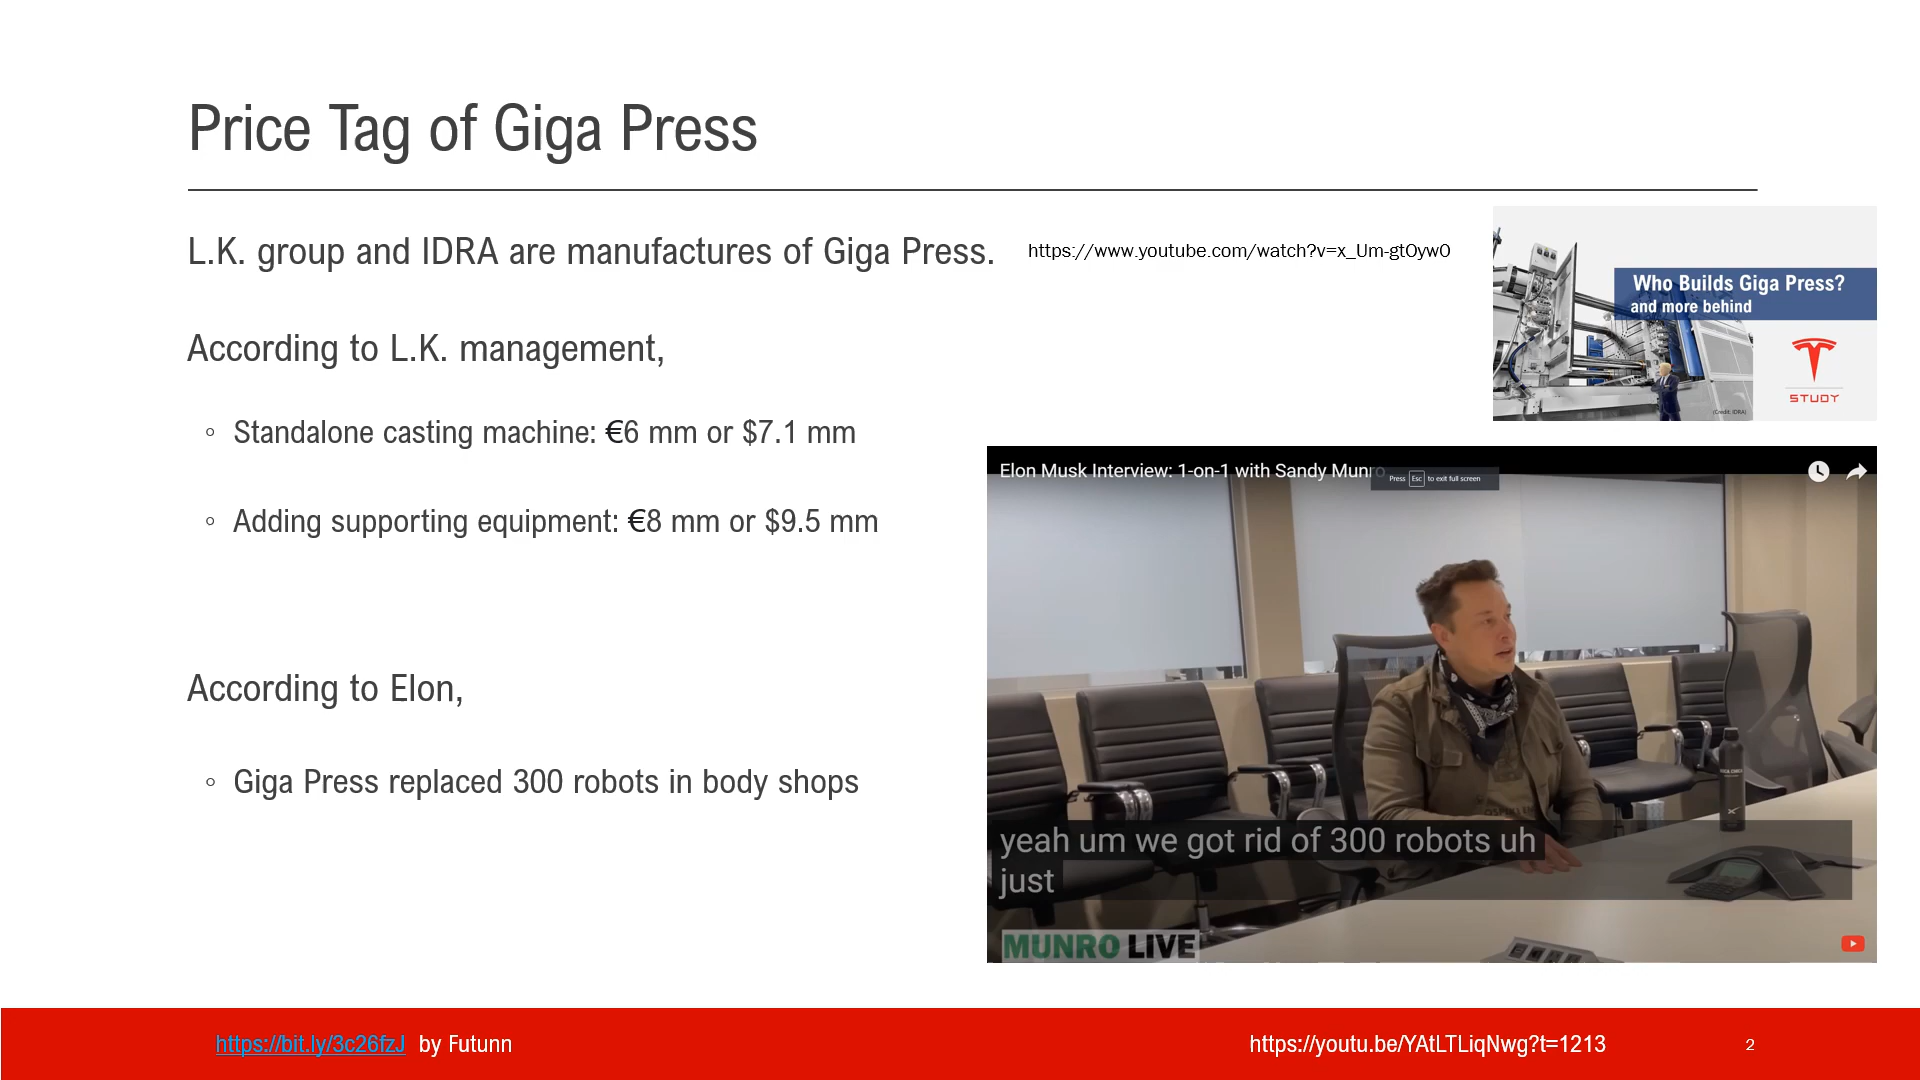 Price Tag of Giga Press
L.K. group and IDRA are manufactures of Giga Press.
https://www.youtube.com/watch?v=x_Um-gtOyw0
Who Builds Giga Press?
and more behind
(Credit: IDRA)
STUDY
According to L.K. management,
◦ Standalone casting machine: €6 mm or $7.1 mm
◦ Adding supporting equipment: €8 mm or $9.5 mm
According to Elon,
◦ Giga Press replaced 300 robots in body shops
Elon Musk Interview: 1-on-1 with Sandy Munro
Press Esc to exit full screen
yeah um we got rid of 300 robots uh
just
MUNRO LIVE
https://bit.ly/3c26fzJ by Futunn
https://youtu.be/YAtLTLiqNwg?t=1213
2